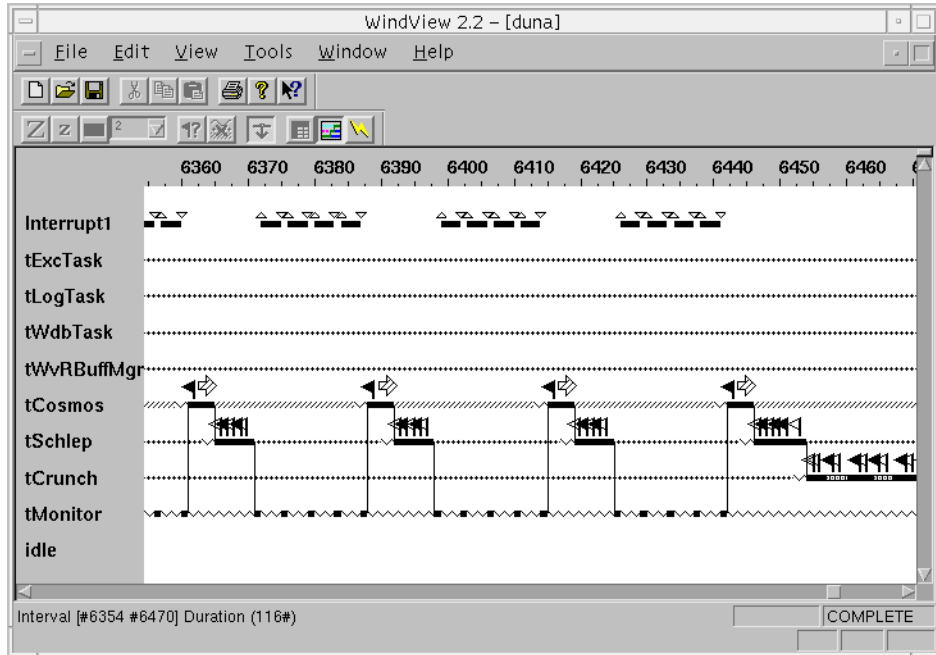 WindView 2.2 – [duna]
File Edit View Tools Window Help
2
6360 6370 6380 6390 6400 6410 6420 6430 6440 6450 6460
Interrupt1
tExcTask
tLogTask
tWdbTask
tWvRBuffMgr
tCosmos
tSchlep
tCrunch
tMonitor
idle
Interval [#6354 #6470] Duration (116#)
COMPLETE